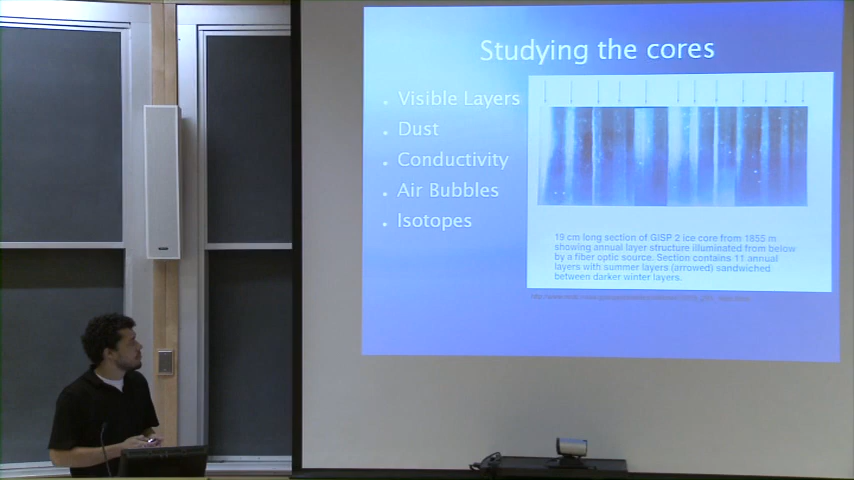 Studying the cores
Visible Layers
Dust
Conductivity
Air Bubbles
Isotopes
19 cm long section of GISP 2 ice core from 1855 m
showing annual layer structure illuminated from below
by a fiber optic source. Section contains 11 annual
layers with summer layers (arrowed) sandwiched
between darker winter layers.